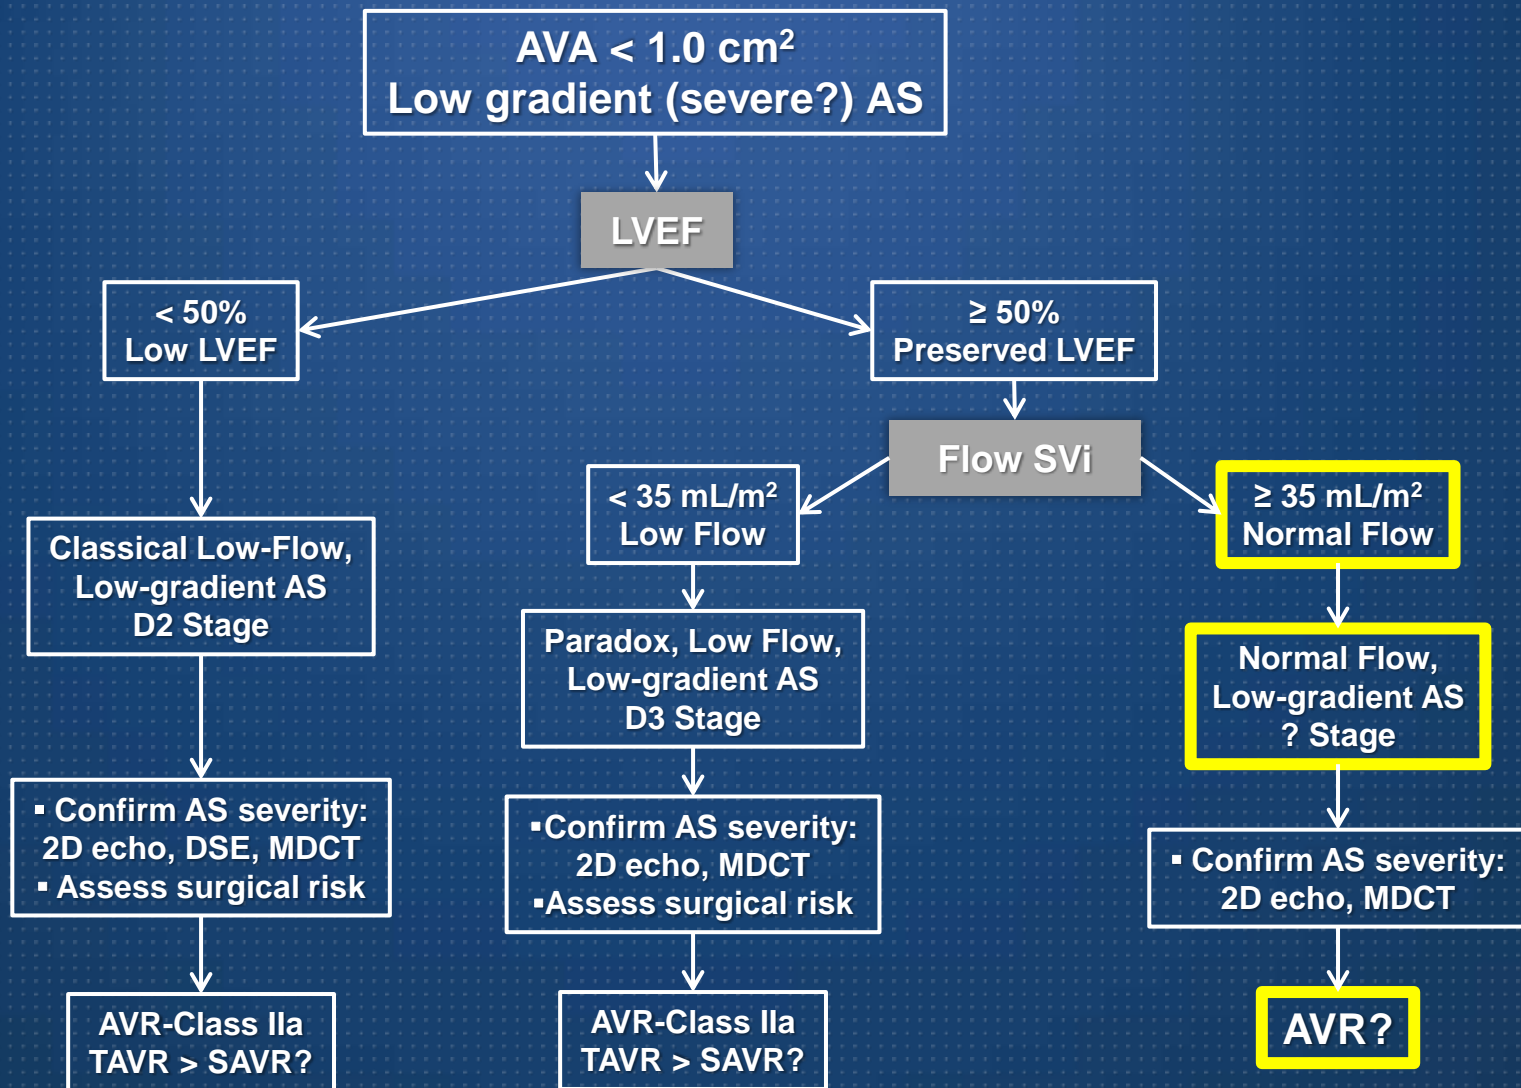 AVA < 1.0 cm²
Low gradient (severe?) AS
LVEF
< 50%
Low LVEF
≥ 50%
Preserved LVEF
Flow SVi
< 35 mL/m²
Low Flow
≥ 35 mL/m²
Normal Flow
Classical Low-Flow,
Low-gradient AS
D2 Stage
Paradox, Low Flow,
Low-gradient AS
D3 Stage
Normal Flow,
Low-gradient AS
? Stage
▪ Confirm AS severity:
2D echo, DSE, MDCT
▪ Assess surgical risk
▪Confirm AS severity:
2D echo, MDCT
▪Assess surgical risk
▪ Confirm AS severity:
2D echo, MDCT
AVR-Class IIa
TAVR > SAVR?
AVR-Class IIa
TAVR > SAVR?
AVR?